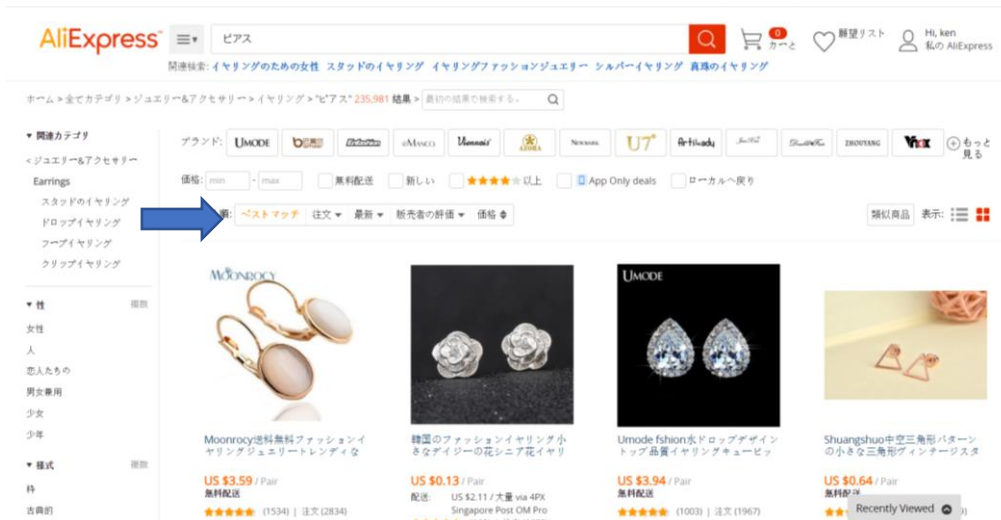 AliExpress
ピアス
0
カーと
願望リスト
Hi, ken
私の AliExpress
関連検索: イヤリングのための女性 スタッドのイヤリング イヤリングファッションジュエリー シルバーイヤリング 真珠のイヤリング
ホーム > 全てカテゴリ > ジュエリー&アクセサリー > イヤリング > "ピアス" 235,981 結果 > 最初の結果で検索する。
▾ 関連カテゴリ
< ジュエリー&アクセサリー
Earrings
スタッドのイヤリング
ドロップイヤリング
フープイヤリング
クリップイヤリング
▾ 性 複数
女性
人
恋人たちの
男女兼用
少女
少年
▾ 様式 複数
枠
古典的
ブランド: UMODE eManco Viennois AZORA U7 Artilady ZHOUYANG もっと見る
価格: min - max 無料配送 新しい 以上 App Only deals ローカルへ戻り
順: ベストマッチ 注文 最新 販売者の評価 価格
類似商品 表示:
MOONROCY
Moonrocy送料無料ファッションイ
ヤリングジュエリートレンディな
US $3.59 / Pair
無料配送
(1534) | 注文 (2834)
韓国のファッションイヤリング小
さなデイジーの花シニア花イヤリ
US $0.13 / Pair
配送: US $2.11 / 大量 via 4PX
Singapore Post OM Pro
UMODE
Umode fshion水ドロップデザイン
トップ品質イヤリングキュービッ
US $3.94 / Pair
無料配送
(1003) | 注文 (1967)
Shuangshuo中空三角形パターン
の小さな三角形ヴィンテージスタ
US $0.64 / Pair
無料配送
Recently Viewed